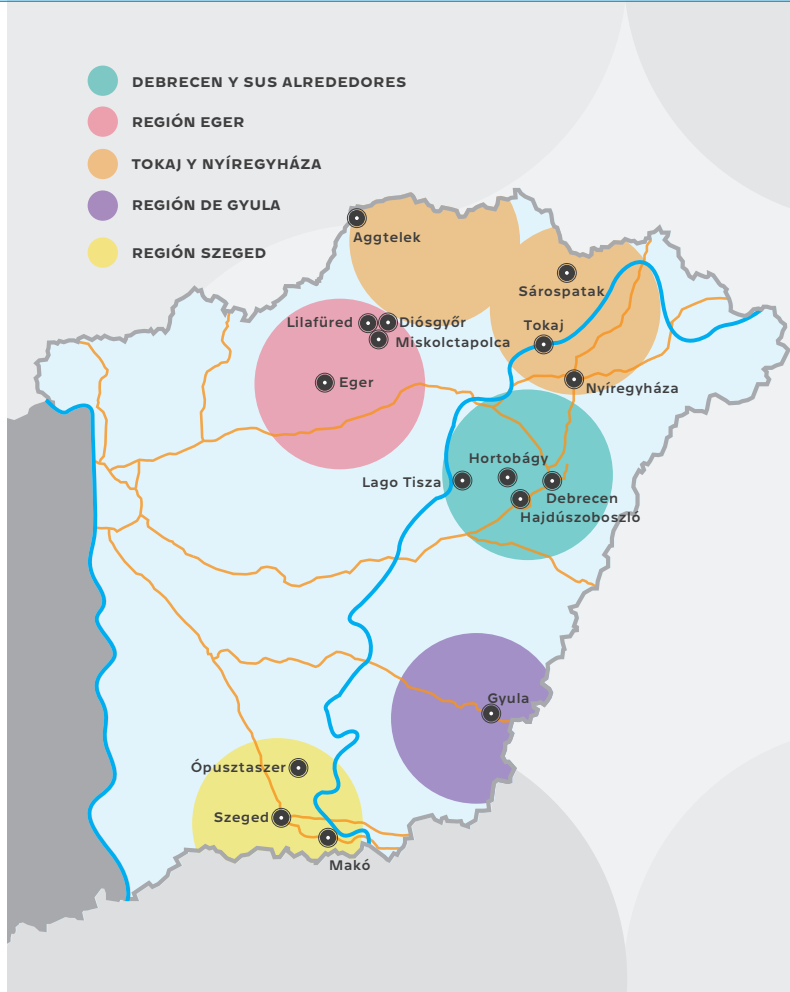 DEBRECEN Y SUS ALREDEDORES
REGIÓN EGER
TOKAJ Y NYÍREGYHÁZA
REGIÓN DE GYULA
REGIÓN SZEGED
Aggtelek
Sárospatak
Lilafüred
Diósgyőr
Tokaj
Miskolctapolca
Eger
Nyíregyháza
Hortobágy
Lago Tisza
Debrecen
Hajdúszoboszló
Gyula
Ópusztaszer
Szeged
Makó